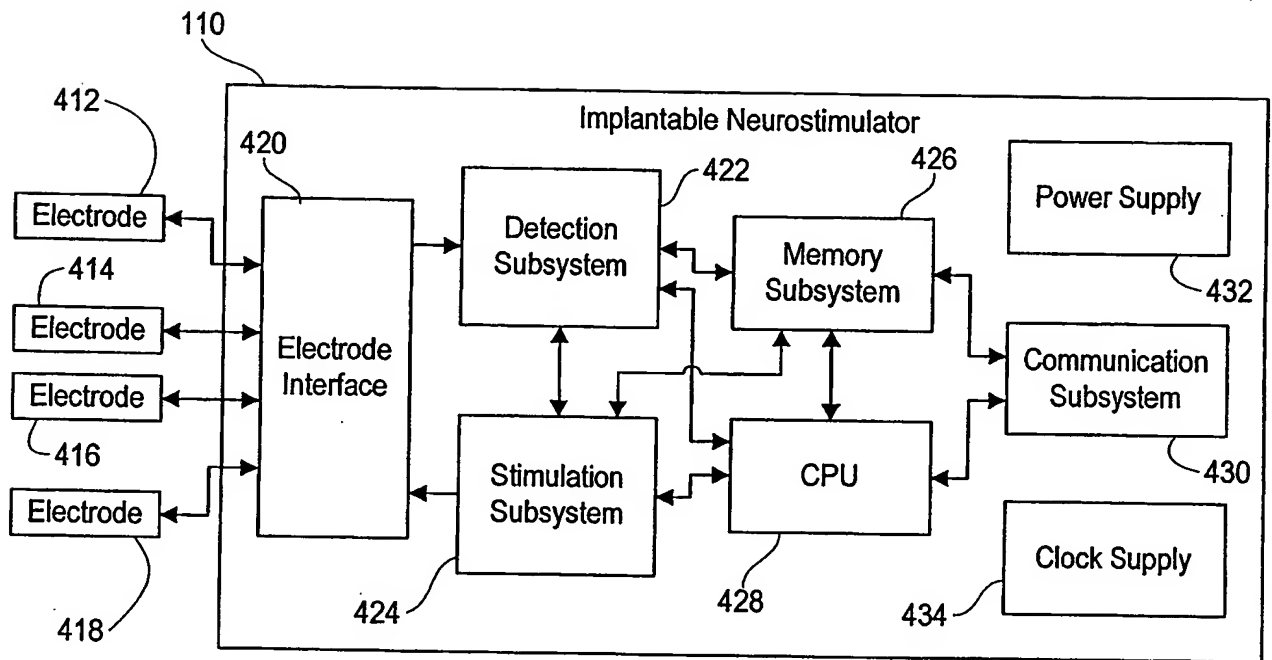 110
412
Implantable Neurostimulator
420
422
426
Electrode
Detection
Subsystem
Memory
Subsystem
Power Supply
432
414
Electrode
Electrode
Interface
Communication
Subsystem
430
Electrode
416
Stimulation
Subsystem
CPU
Electrode
418
424
428
Clock Supply
434